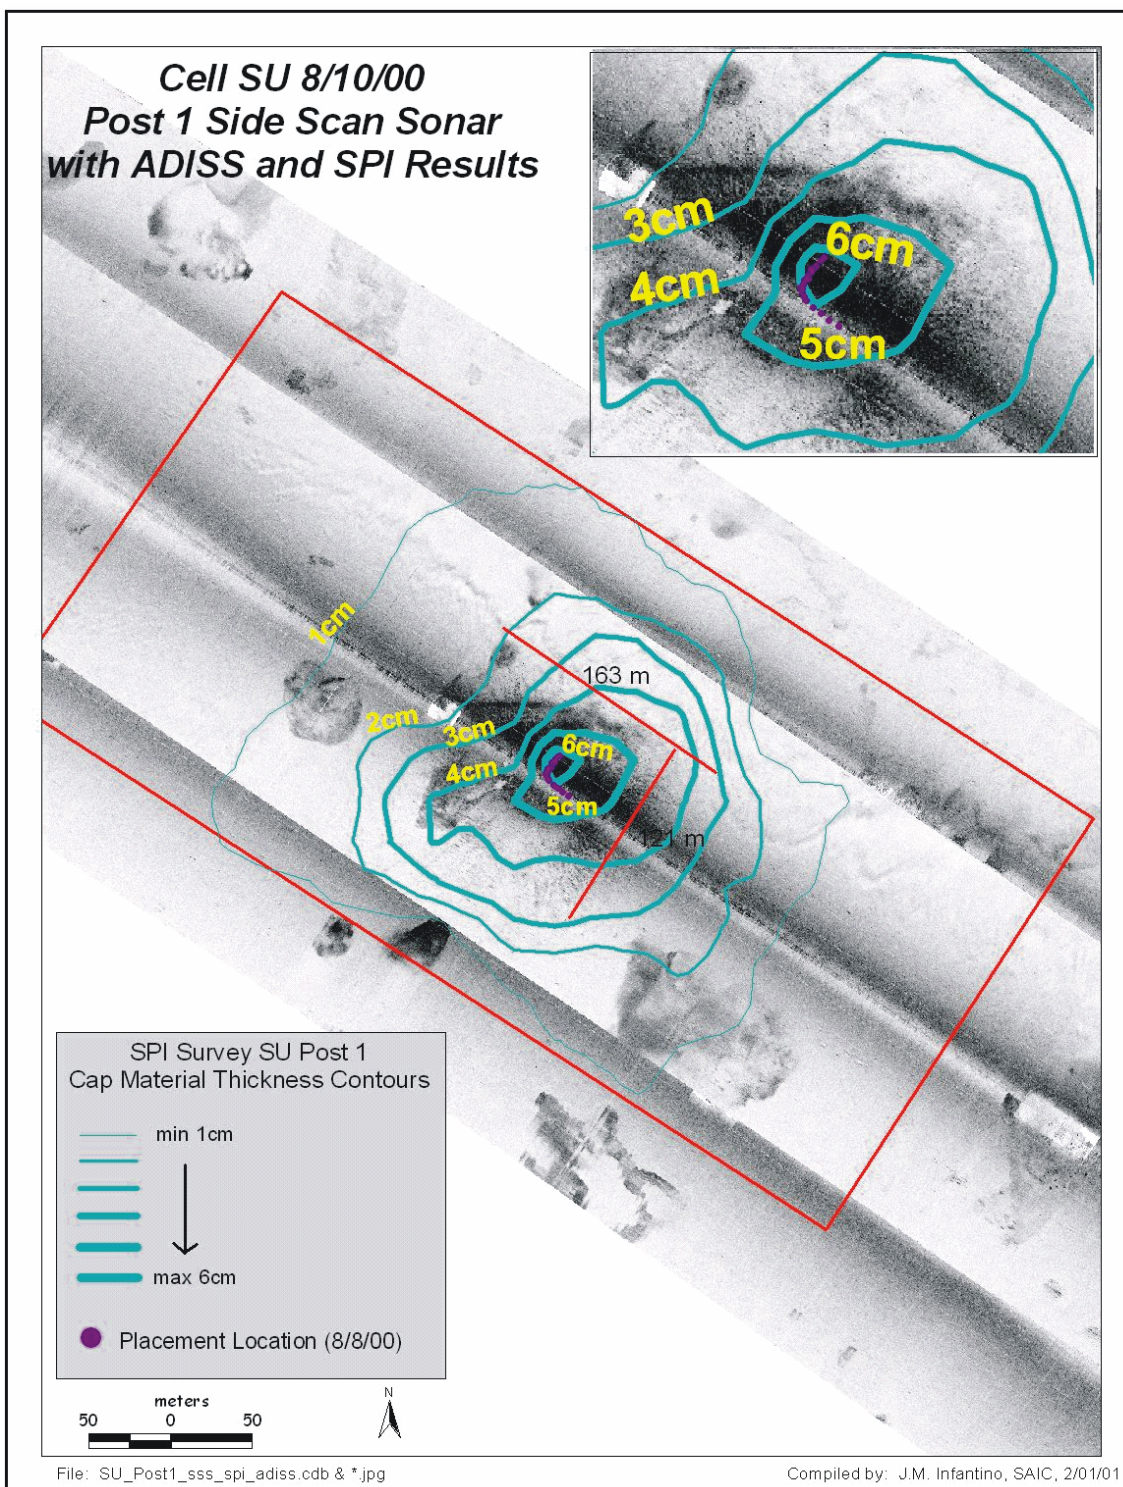 Cell SU 8/10/00
Post 1 Side Scan Sonar
with ADISS and SPI Results
3cm
6cm
4cm
5cm
1cm
163 m
2cm
3cm
6cm
4cm
5cm
121 m
SPI Survey SU Post 1
Cap Material Thickness Contours
min 1cm
max 6cm
Placement Location (8/8/00)
meters
50 0 50
N
File: SU_Post1_sss_spi_adiss.cdb & *.jpg
Compiled by: J.M. Infantino, SAIC, 2/01/01